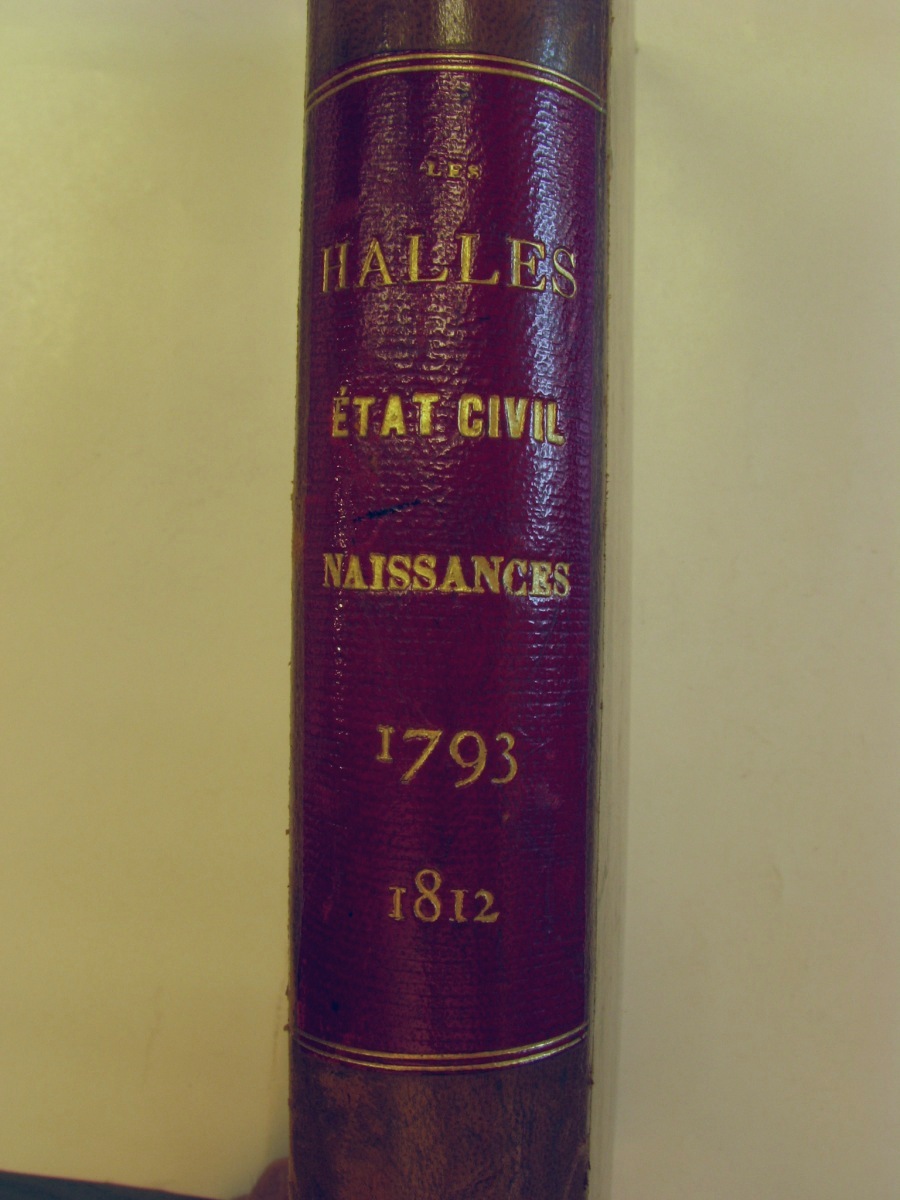 LES
HALLES
ÉTAT CIVIL
NAISSANCES
1793
1812